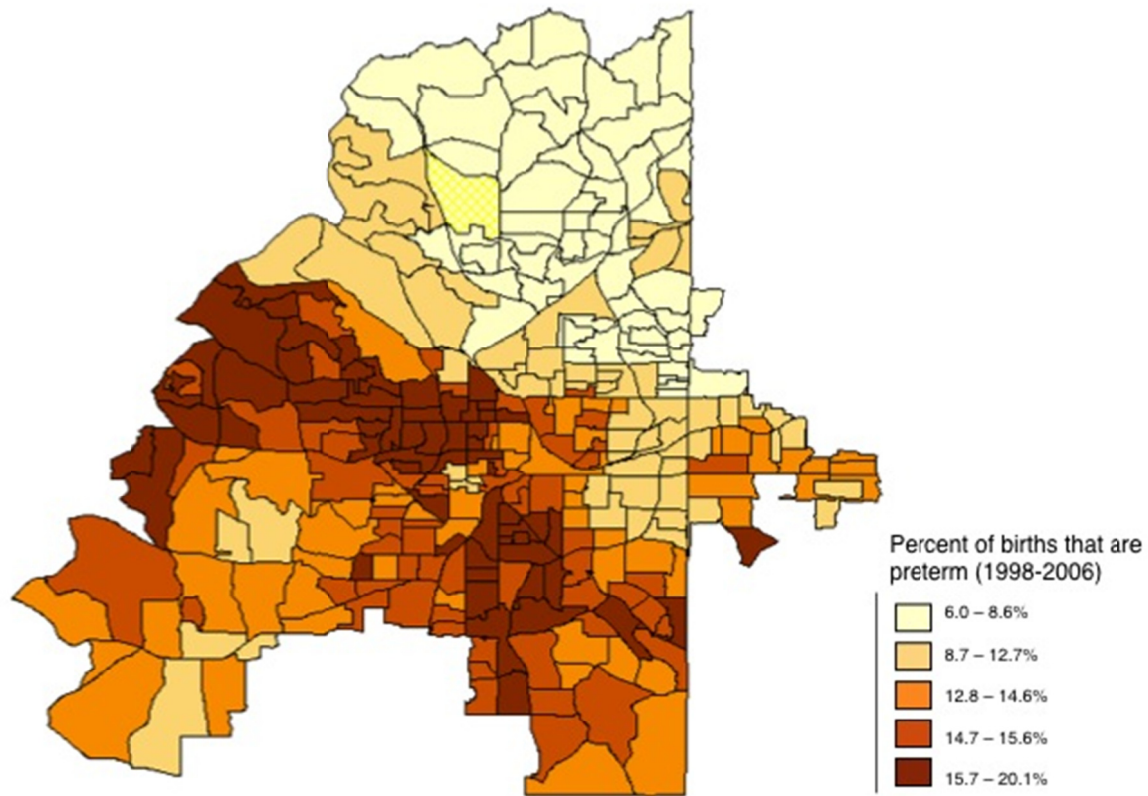 Percent of births that are
preterm (1998-2006)
6.0 – 8.6%
8.7 – 12.7%
12.8 – 14.6%
14.7 – 15.6%
15.7 – 20.1%